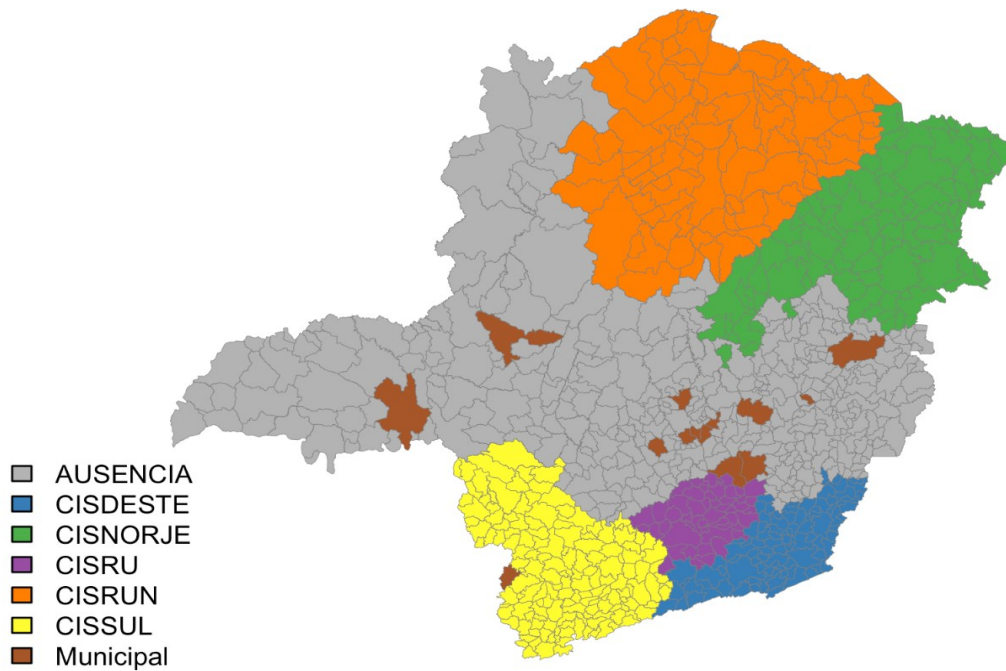 AUSENCIA
CISDESTE
CISNORJE
CISRU
CISRUN
CISSUL
Municipal